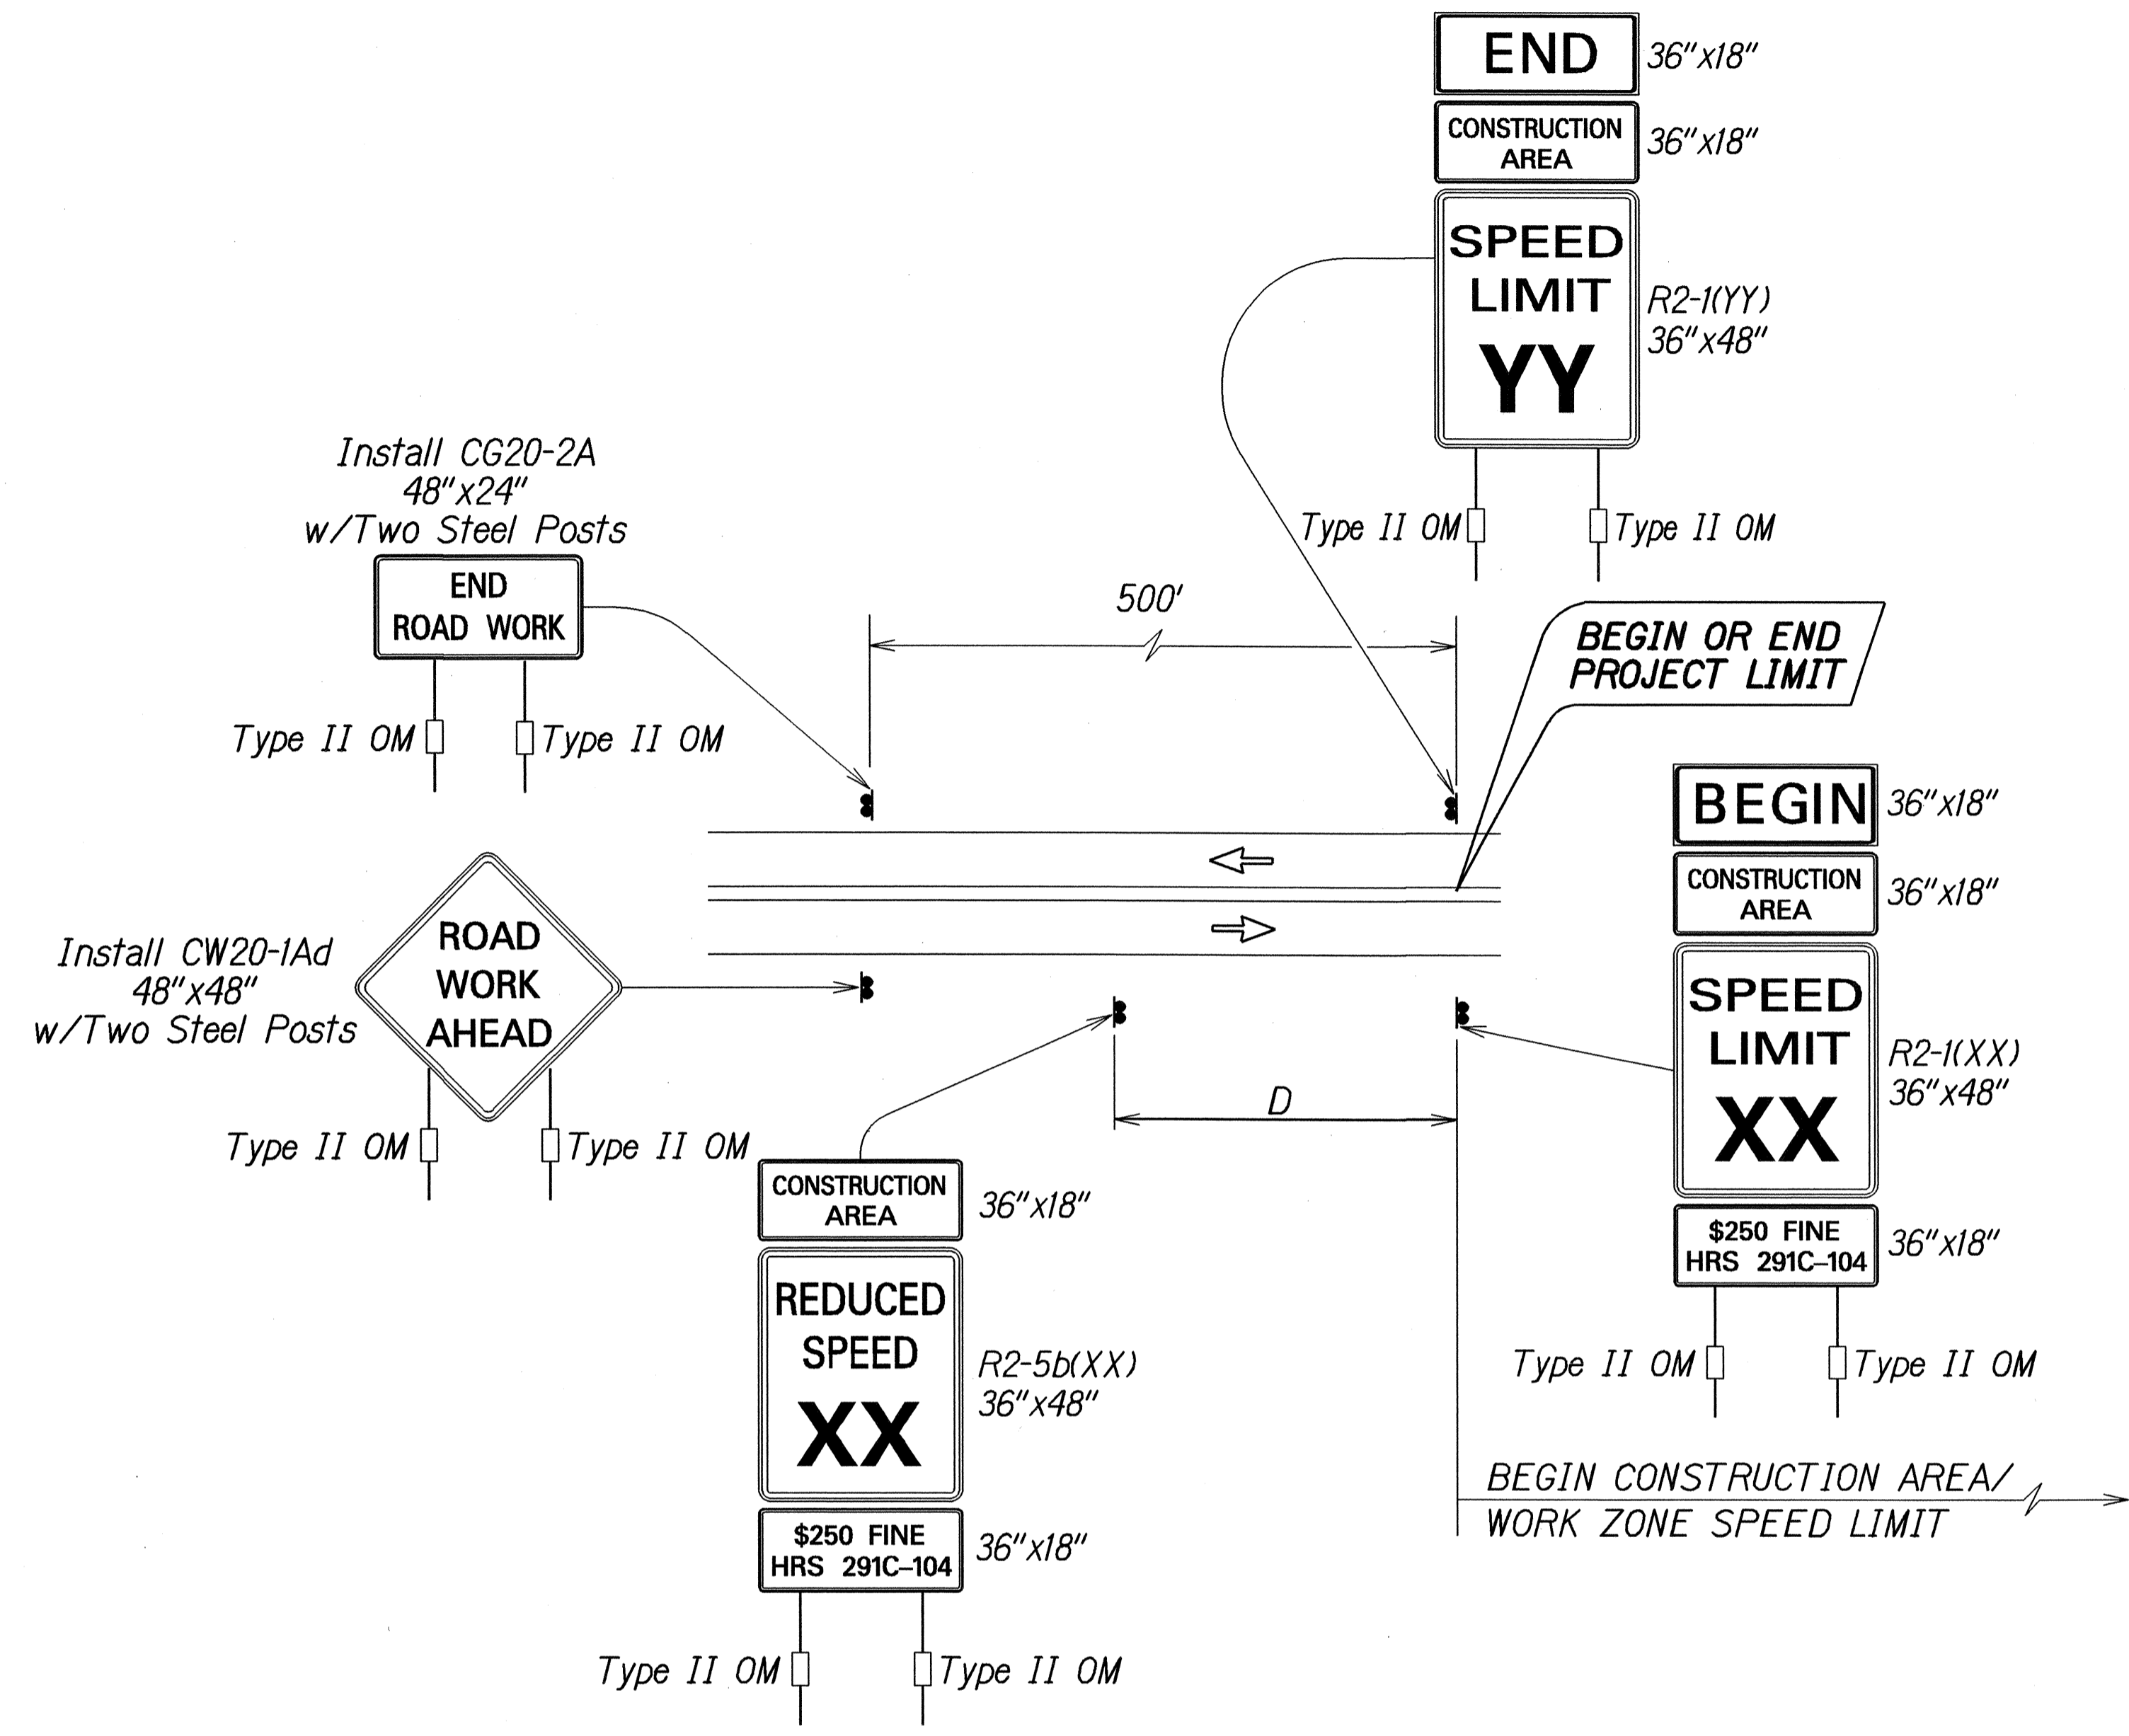 END
36"x18"
CONSTRUCTION
AREA
36"x18"
SPEED
LIMIT
YY
R2-1(YY)
36"x48"
Type II OM
Type II OM
Install CG20-2A
48"x24"
w/Two Steel Posts
END
ROAD WORK
Type II OM
Type II OM
500'
BEGIN OR END
PROJECT LIMIT
BEGIN
36"x18"
CONSTRUCTION
AREA
36"x18"
SPEED
LIMIT
XX
R2-1(XX)
36"x48"
$250 FINE
HRS 291C–104
36"x18"
Type II OM
Type II OM
Install CW20-1Ad
48"x48"
w/Two Steel Posts
ROAD
WORK
AHEAD
Type II OM
Type II OM
D
CONSTRUCTION
AREA
36"x18"
REDUCED
SPEED
XX
R2-5b(XX)
36"x48"
$250 FINE
HRS 291C–104
36"x18"
Type II OM
Type II OM
BEGIN CONSTRUCTION AREA/
WORK ZONE SPEED LIMIT